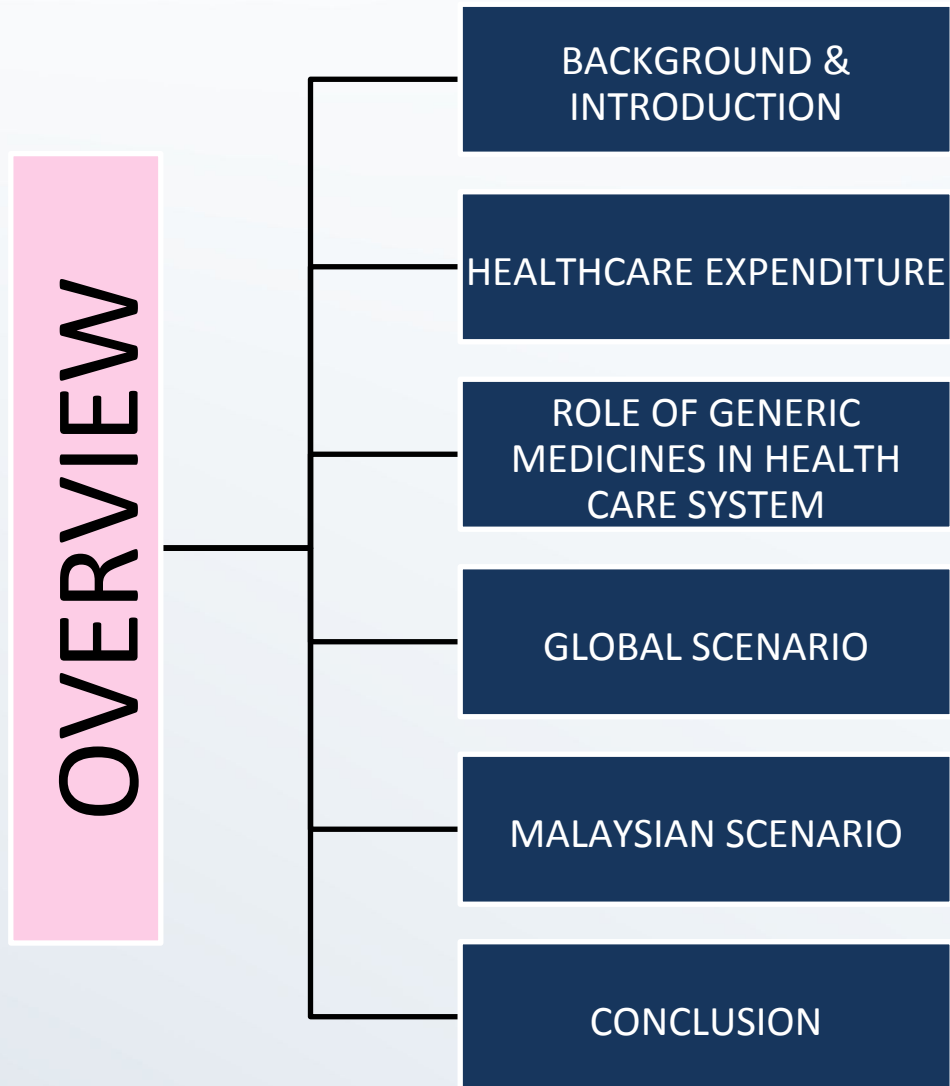 OVERVIEW
BACKGROUND &
INTRODUCTION
HEALTHCARE EXPENDITURE
ROLE OF GENERIC
MEDICINES IN HEALTH
CARE SYSTEM
GLOBAL SCENARIO
MALAYSIAN SCENARIO
CONCLUSION